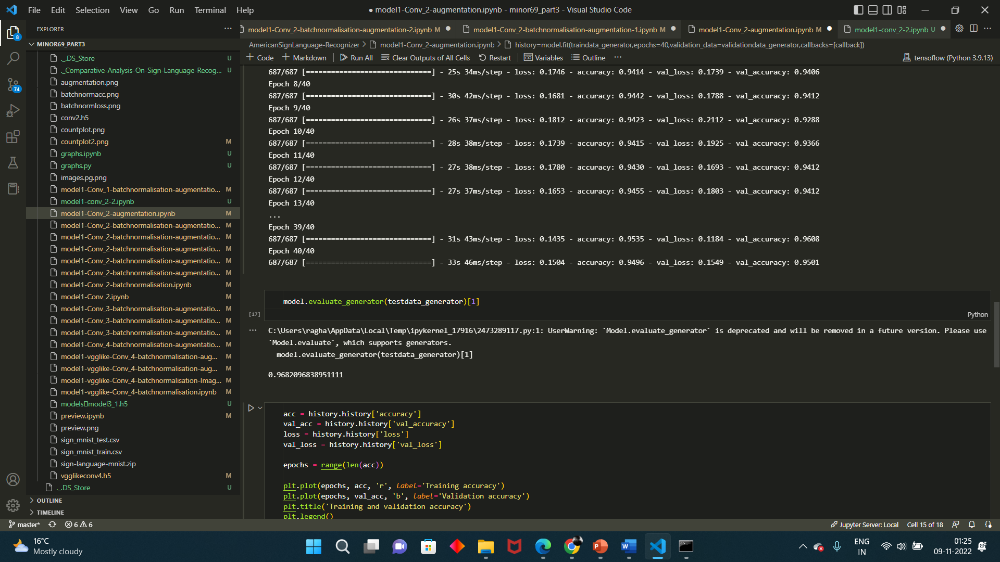 File Edit Selection View Go Run Terminal Help
● model1-Conv_2-augmentation.ipynb - minor69_part3 - Visual Studio Code
EXPLORER
model1-Conv_2-batchnormalisation-augmentation-2.ipynb M
model1-Conv_2-batchnormalisation-augmentation-1.ipynb M
model1-Conv_2-augmentation.ipynb M
model1-conv_2-2.ipynb U
8
74
MINOR69_PART3
._.DS_Store U
._Comparative-Analysis-On-Sign-Language-Recog... U
augmentation.png
batchnormacc.png
batchnormloss.png
conv2.h5
countplot.png
countplot2.png M
graphs.ipynb U
graphs.py U
images.pg.png
model1-Conv_1-batchnormalisation-augmentatio... M
model1-conv_2-2.ipynb U
model1-Conv_2-augmentation.ipynb M
model1-Conv_2-batchnormalisation-augmentatio... M
model1-Conv_2-batchnormalisation-augmentatio... M
model1-Conv_2-batchnormalisation-augmentatio... M
model1-Conv_2-batchnormalisation-augmentatio... M
model1-Conv_2-batchnormalisation-augmentatio... M
model1-Conv_2-batchnormalisation.ipynb M
model1-Conv_2.ipynb M
model1-Conv_3-batchnormalisation-augmentatio... M
model1-Conv_3-batchnormalisation-augmentatio... M
model1-Conv_3-batchnormalisation-augmentatio... M
model1-Conv_4-batchnormalisation-augmentatio... M
model1-vgglike-Conv_4-batchnormalisation-aug... M
model1-vgglike-Conv_4-batchnormalisation-aug... M
model1-vgglike-Conv_4-batchnormalisation-Imag... M
model1-vgglike-Conv_4-batchnormalisation.ipynb M
models▯model3_1.h5 U
preview.ipynb M
preview.png
sign_mnist_test.csv
sign_mnist_train.csv
sign-language-mnist.zip
vgglikeconv4.h5 M
._.DS_Store U
OUTLINE
TIMELINE
AmericanSignLanguage-Recognizer > model1-Conv_2-augmentation.ipynb > history=model.fit(traindata_generator,epochs=40,validation_data=validationdata_generator,callbacks=[callback])
+ Code + Markdown Run All Clear Outputs of All Cells Restart Variables Outline ··· tensoflow (Python 3.9.13)
687/687 [==============================] - 25s 34ms/step - loss: 0.1746 - accuracy: 0.9414 - val_loss: 0.1739 - val_accuracy: 0.9406
Epoch 8/40
687/687 [==============================] - 30s 42ms/step - loss: 0.1681 - accuracy: 0.9442 - val_loss: 0.1788 - val_accuracy: 0.9412
Epoch 9/40
687/687 [==============================] - 26s 37ms/step - loss: 0.1812 - accuracy: 0.9423 - val_loss: 0.2112 - val_accuracy: 0.9288
Epoch 10/40
687/687 [==============================] - 28s 38ms/step - loss: 0.1739 - accuracy: 0.9415 - val_loss: 0.1925 - val_accuracy: 0.9366
Epoch 11/40
687/687 [==============================] - 27s 38ms/step - loss: 0.1780 - accuracy: 0.9430 - val_loss: 0.1693 - val_accuracy: 0.9412
Epoch 12/40
687/687 [==============================] - 27s 37ms/step - loss: 0.1653 - accuracy: 0.9455 - val_loss: 0.1803 - val_accuracy: 0.9412
Epoch 13/40
...
Epoch 39/40
687/687 [==============================] - 31s 43ms/step - loss: 0.1435 - accuracy: 0.9535 - val_loss: 0.1184 - val_accuracy: 0.9608
Epoch 40/40
687/687 [==============================] - 33s 46ms/step - loss: 0.1504 - accuracy: 0.9496 - val_loss: 0.1549 - val_accuracy: 0.9501
model.evaluate_generator(testdata_generator)[1]
[17] Python
C:\Users\ragha\AppData\Local\Temp\ipykernel_17916\2473289117.py:1: UserWarning: `Model.evaluate_generator` is deprecated and will be removed in a future version. Please use
`Model.evaluate`, which supports generators.
model.evaluate_generator(testdata_generator)[1]
0.9682096838951111
acc = history.history['accuracy']
val_acc = history.history['val_accuracy']
loss = history.history['loss']
val_loss = history.history['val_loss']
epochs = range(len(acc))
plt.plot(epochs, acc, 'r', label='Training accuracy')
plt.plot(epochs, val_acc, 'b', label='Validation accuracy')
plt.title('Training and validation accuracy')
plt.legend()
master* 6 6 Jupyter Server: Local Cell 15 of 18
16°C
Mostly cloudy
ENG
IN
01:25
09-11-2022